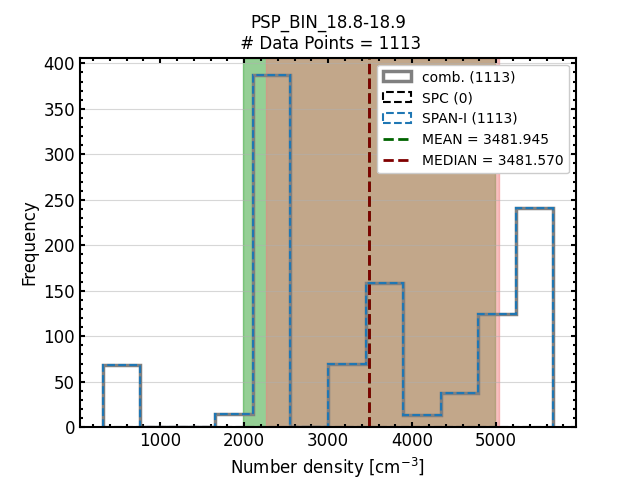 PSP_BIN_18.8-18.9
# Data Points = 1113
400
350
300
250
200
150
100
50
0
Frequency
comb. (1113)
SPC (0)
SPAN-I (1113)
MEAN = 3481.945
MEDIAN = 3481.570
1000 2000 3000 4000 5000
Number density [cm⁻³]